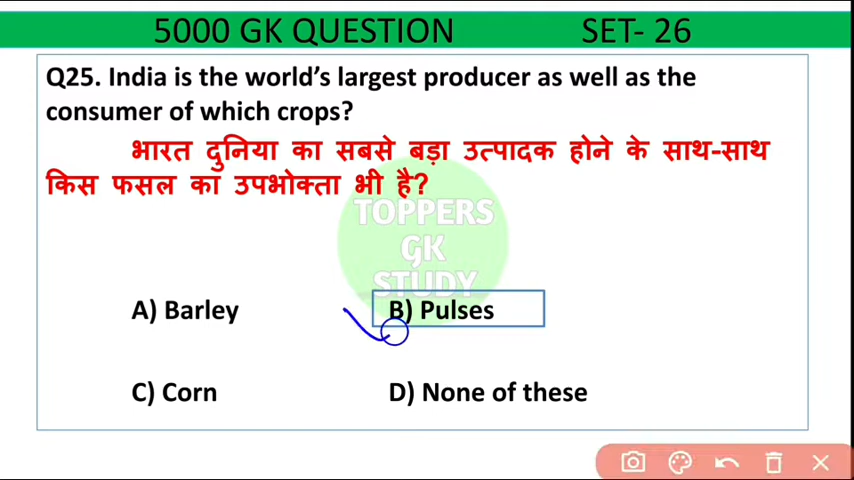 5000 GK QUESTION SET- 26
Q25. India is the world's largest producer as well as the
consumer of which crops?
भारत दुनिया का सबसे बड़ा उत्पादक होने के साथ-साथ
किस फसल का उपभोक्ता भी है?
TOPPERS
GK
STUDY
A) Barley B) Pulses
C) Corn D) None of these